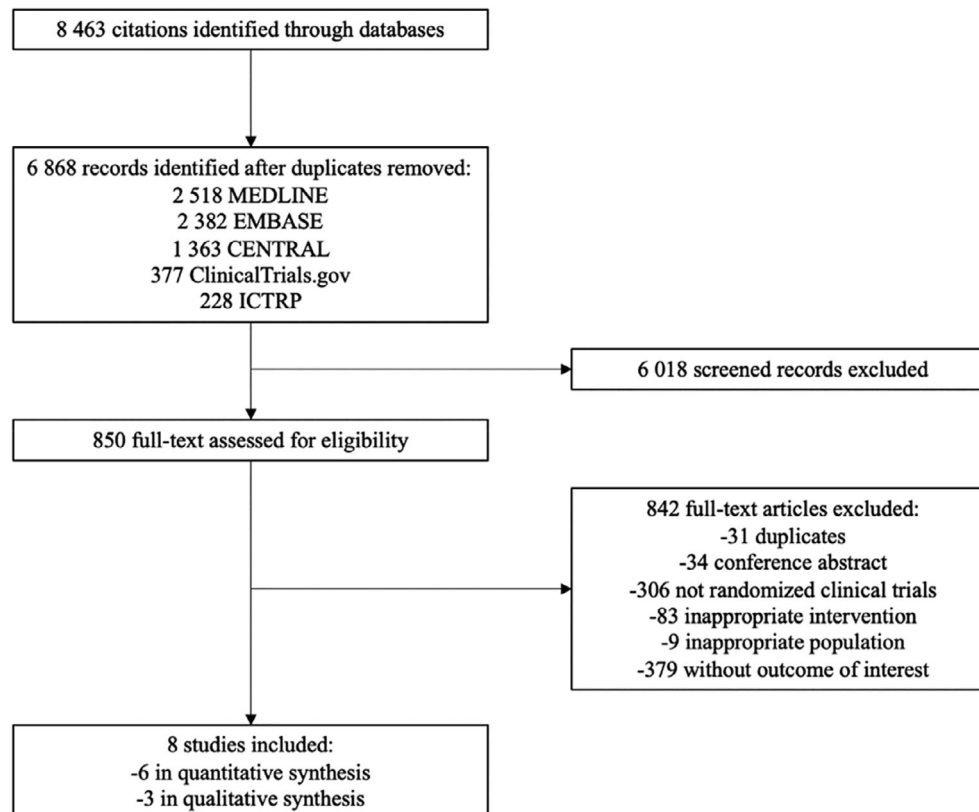 8 463 citations identified through databases
6 868 records identified after duplicates removed:
2 518 MEDLINE
2 382 EMBASE
1 363 CENTRAL
377 ClinicalTrials.gov
228 ICTRP
6 018 screened records excluded
850 full-text assessed for eligibility
842 full-text articles excluded:
-31 duplicates
-34 conference abstract
-306 not randomized clinical trials
-83 inappropriate intervention
-9 inappropriate population
-379 without outcome of interest
8 studies included:
-6 in quantitative synthesis
-3 in qualitative synthesis